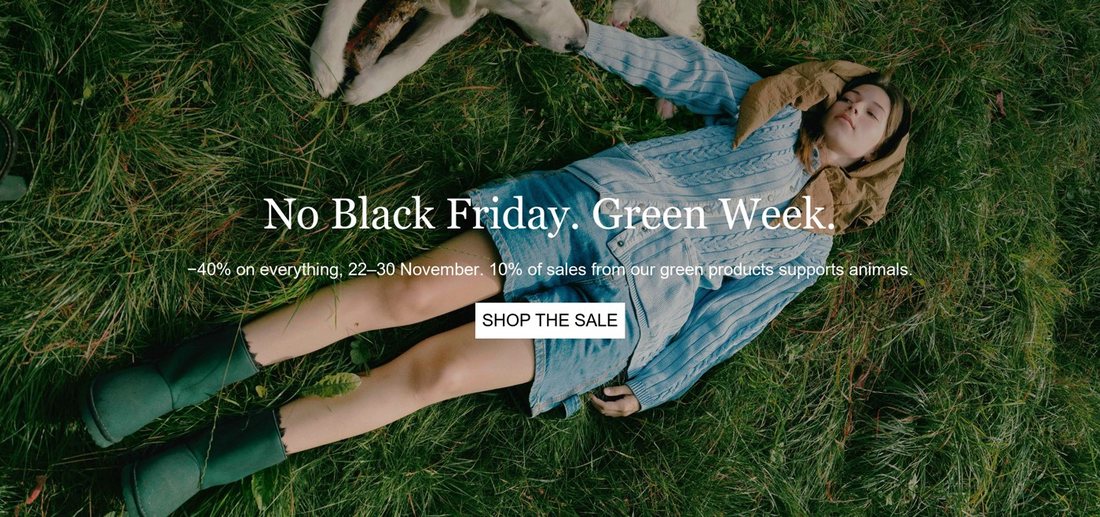 No Black Friday. Green Week.
−40% on everything, 22–30 November. 10% of sales from our green products supports animals.
SHOP THE SALE